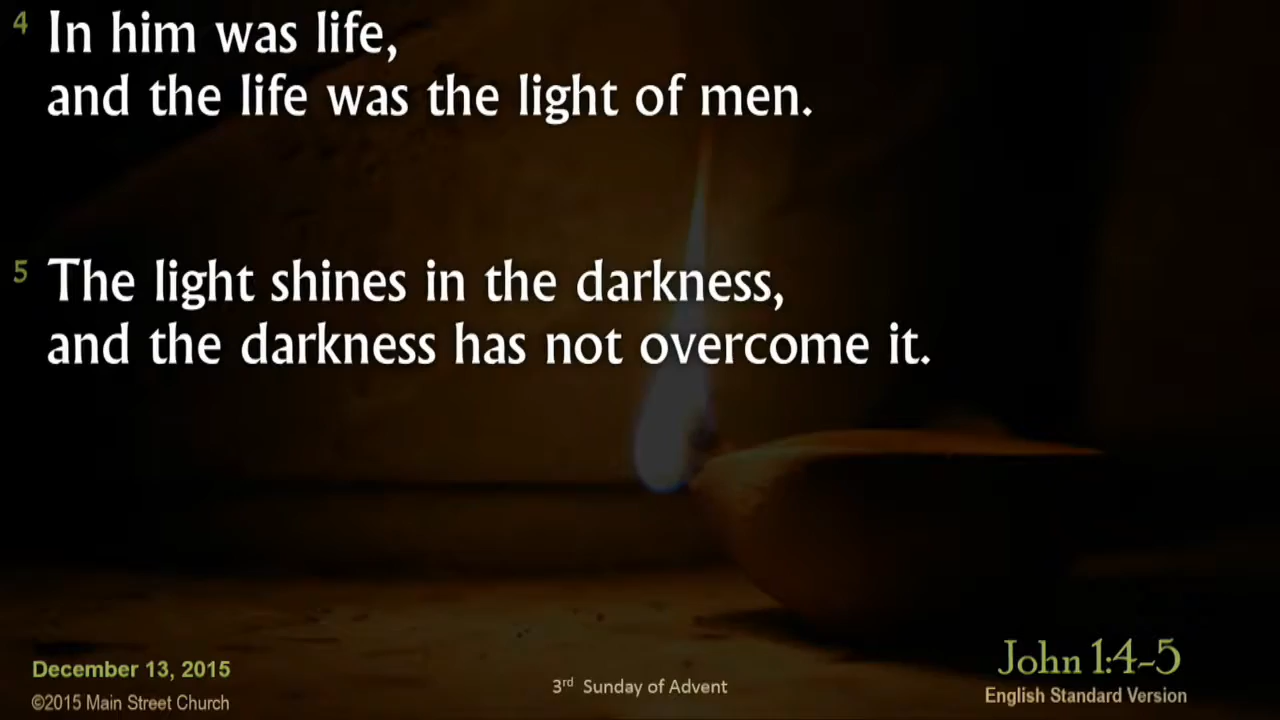 4 In him was life,
and the life was the light of men.
5 The light shines in the darkness,
and the darkness has not overcome it.
December 13, 2015
©2015 Main Street Church
3rd Sunday of Advent
John 1:4-5
English Standard Version